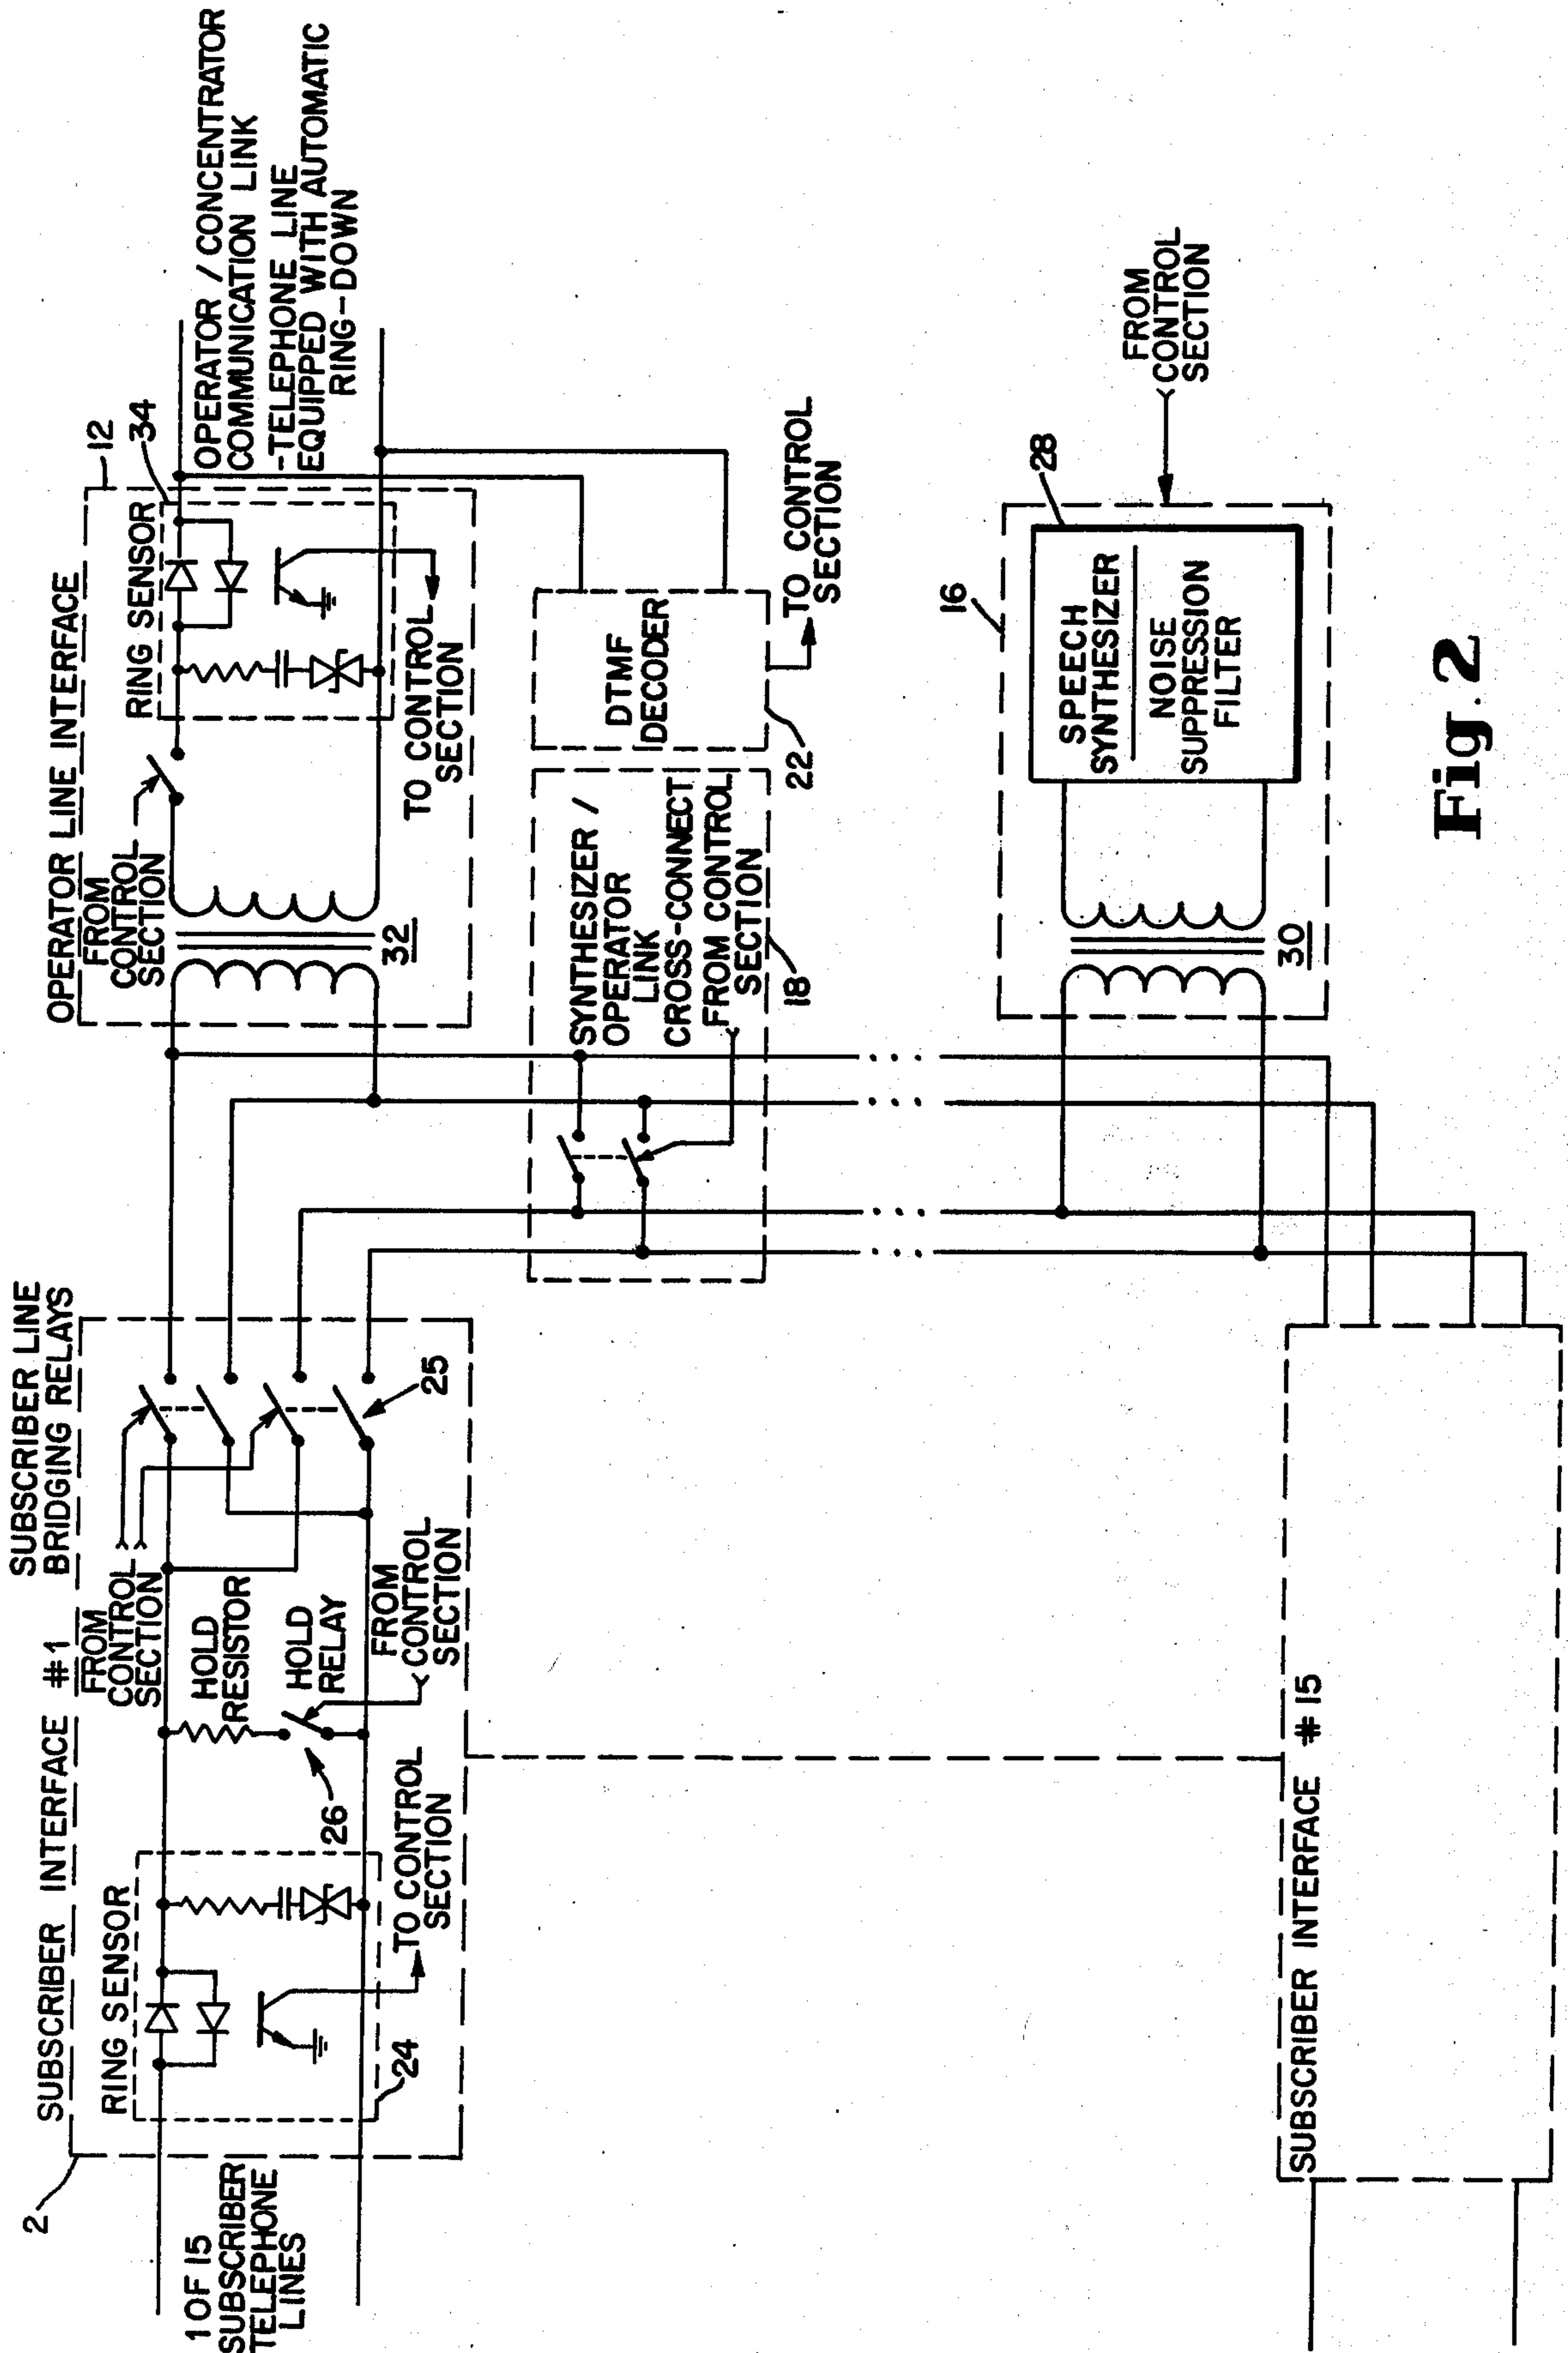 2
SUBSCRIBER INTERFACE #1
SUBSCRIBER LINE
BRIDGING RELAYS
1 OF 15
SUBSCRIBER
TELEPHONE
LINES
RING SENSOR
24
TO CONTROL
SECTION
26
HOLD
RESISTOR
HOLD
RELAY
FROM
CONTROL
SECTION
FROM
CONTROL
SECTION
25
OPERATOR LINE INTERFACE
12
FROM
CONTROL
SECTION
32
RING SENSOR
34
TO CONTROL
SECTION
OPERATOR / CONCENTRATOR
COMMUNICATION LINK
-TELEPHONE LINE
EQUIPPED WITH AUTOMATIC
RING-DOWN
SYNTHESIZER /
OPERATOR
LINK
CROSS-CONNECT
FROM CONTROL
SECTION
18
DTMF
DECODER
22
TO CONTROL
SECTION
16
30
SPEECH
SYNTHESIZER
NOISE
SUPPRESSION
FILTER
28
FROM
CONTROL
SECTION
SUBSCRIBER INTERFACE #15
Fig. 2